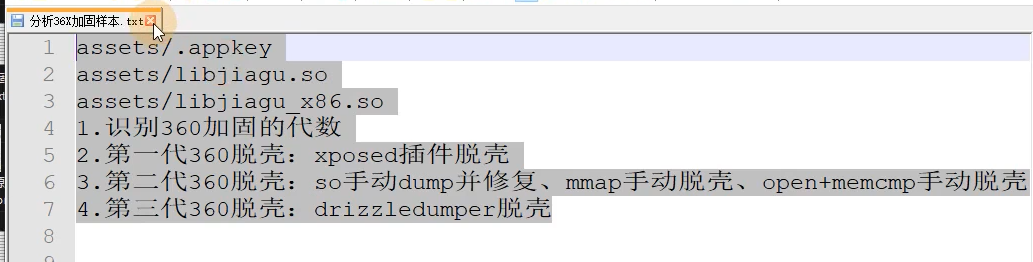 分析36X加固样本.txt
1 assets/.appkey
2 assets/libjiagu.so
3 assets/libjiagu_x86.so
4 1.识别360加固的代数
5 2.第一代360脱壳：xposed插件脱壳
6 3.第二代360脱壳：so手动dump并修复、mmap手动脱壳、open+memcmp手动脱壳
7 4.第三代360脱壳：drizzledumper脱壳
8